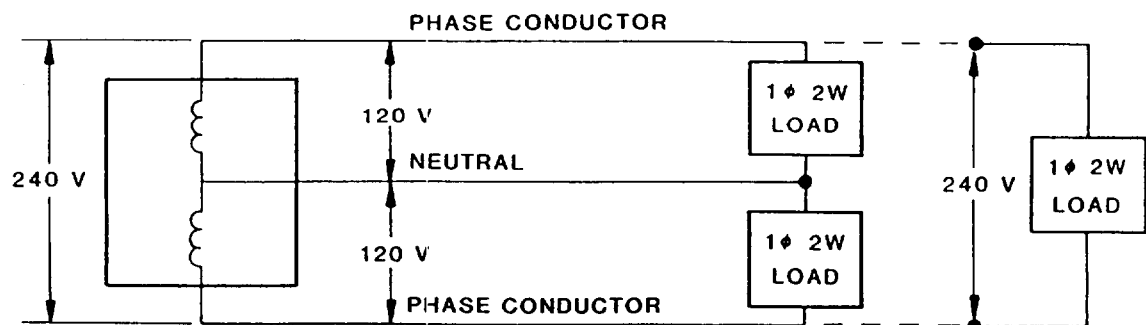 PHASE CONDUCTOR
240 V
120 V
1ϕ 2W
LOAD
NEUTRAL
240 V
1ϕ 2W
LOAD
120 V
1ϕ 2W
LOAD
PHASE CONDUCTOR